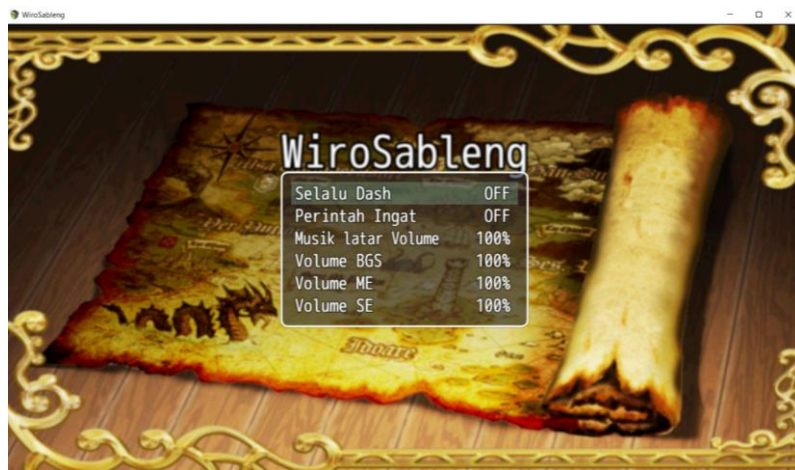 WiroSableng
WiroSableng
Selalu Dash OFF
Perintah Ingat OFF
Musik latar Volume 100%
Volume BGS 100%
Volume ME 100%
Volume SE 100%
Idoare